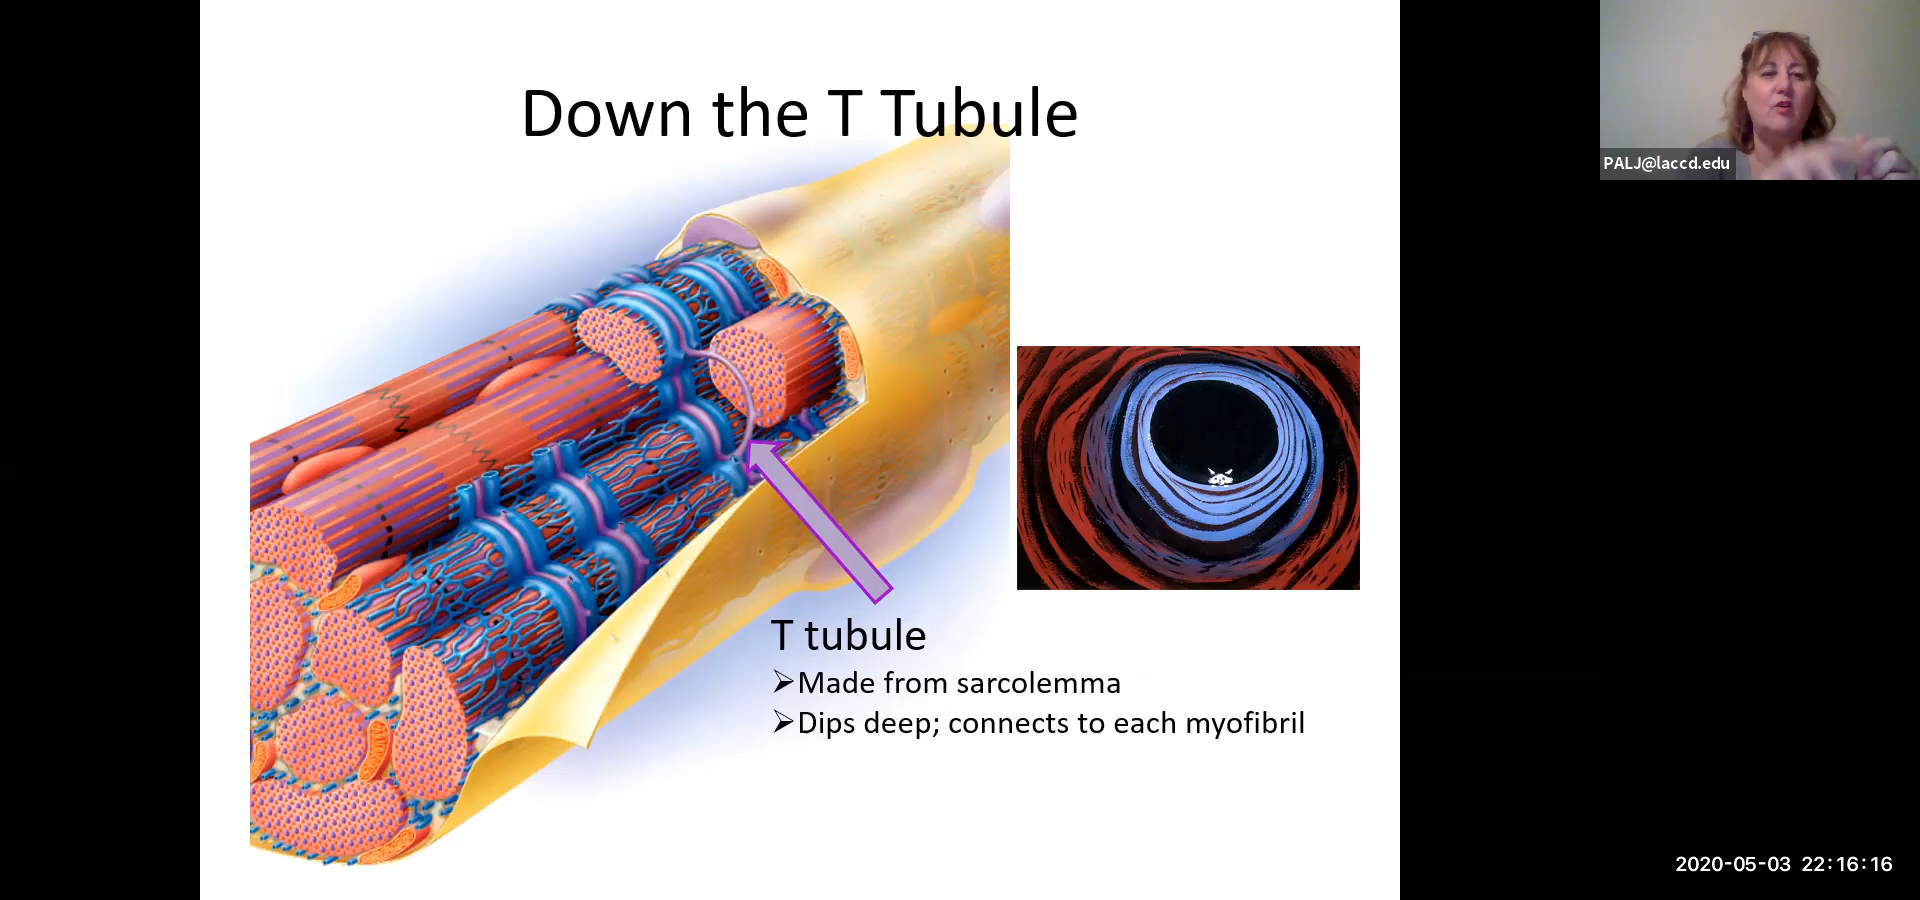 Down the T Tubule
PALJ@laccd.edu
T tubule
➢Made from sarcolemma
➢Dips deep; connects to each myofibril
2020-05-03 22:16:16